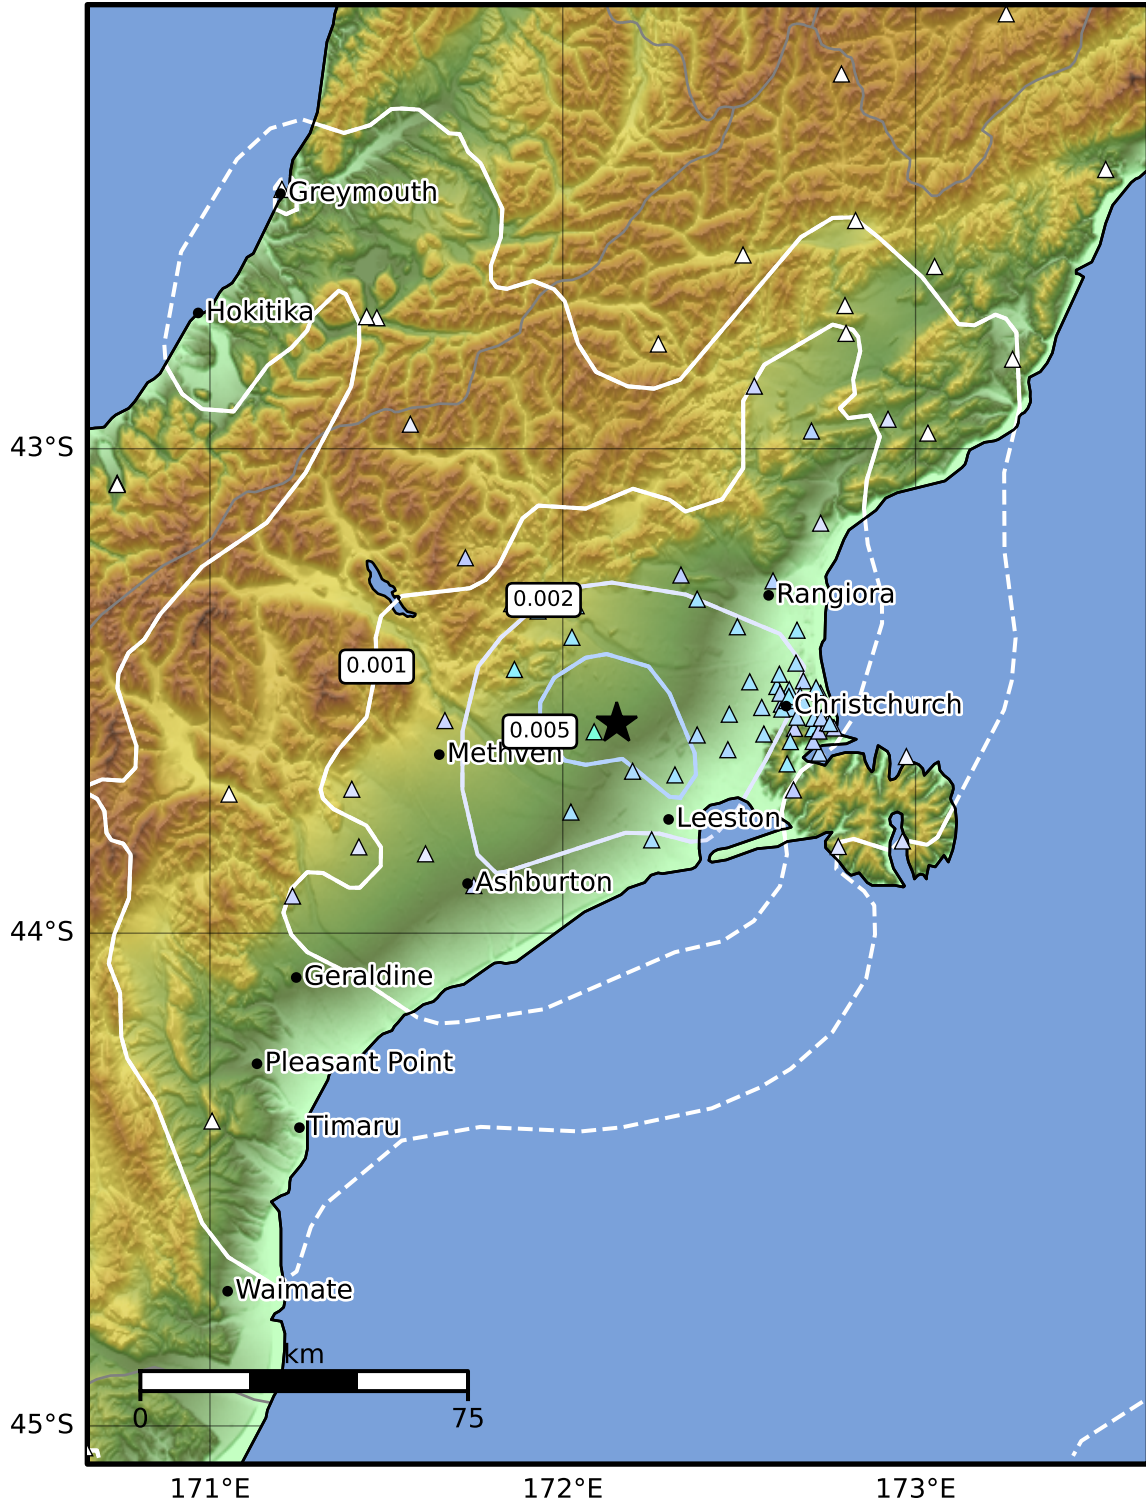 Greymouth
Hokitika
43°S
0.002
Rangiora
0.001
Christchurch
0.005
Methven
Leeston
Ashburton
44°S
Geraldine
Pleasant Point
Timaru
Waimate
km
0 75
45°S
171°E 172°E 173°E